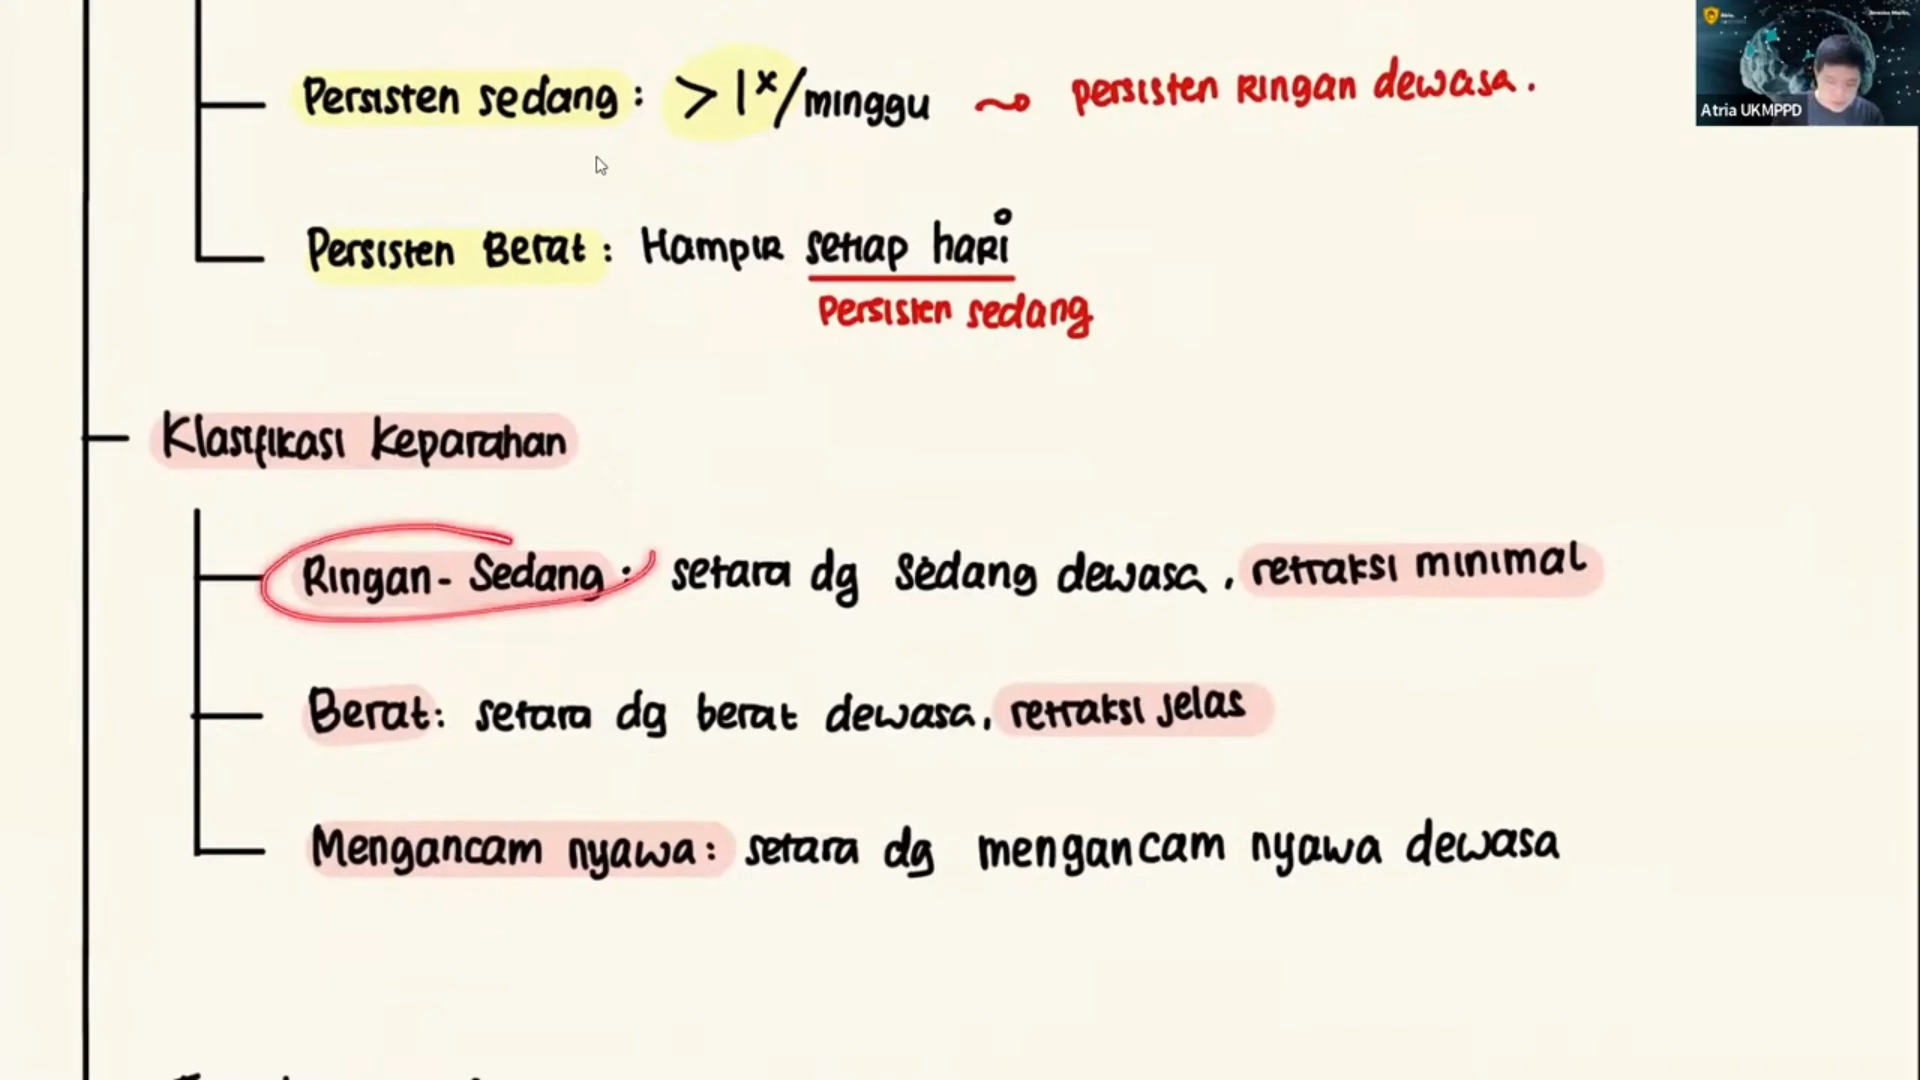 Persisten sedang : > 1x/minggu ~> persisten Ringan dewasa.
Atria UKMPPD
Persisten Berat : Hampir setiap hari
Persisten sedang
Klasifikasi Keparahan
Ringan - Sedang : setara dg Sedang dewasa, retraksi minimal
Berat : setara dg berat dewasa, retraksi jelas
Mengancam nyawa : setara dg mengancam nyawa dewasa